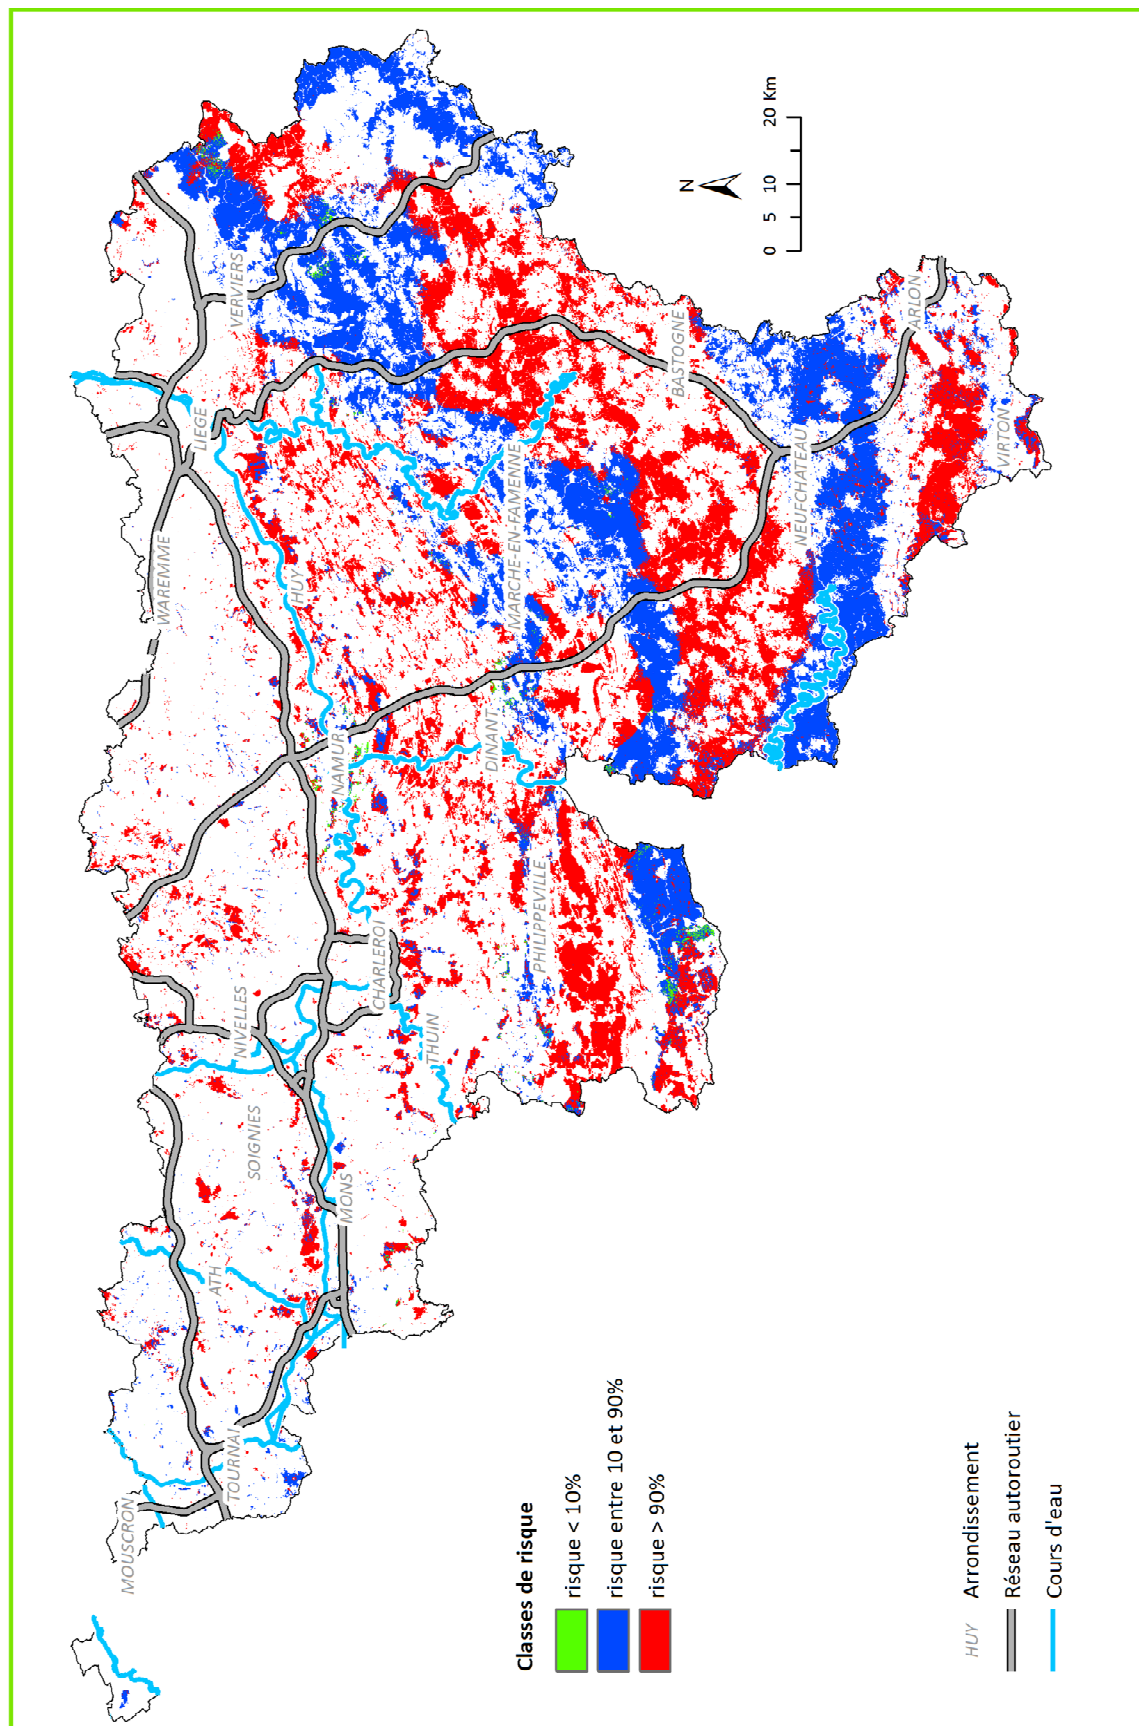 MOUSCRON
TOURNAI
ATH
SOIGNIES
MONS
NIVELLES
CHARLEROI
THUIN
WAREMME
HUY
NAMUR
LIEGE
VERVIERS
DINANT
PHILIPPEVILLE
MARCHE-EN-FAMENNE
BASTOGNE
NEUFCHATEAU
ARLON
VIRTON
N
0 5 10 20 Km
Classes de risque
risque < 10%
risque entre 10 et 90%
risque > 90%
HUY Arrondissement
Réseau autoroutier
Cours d'eau